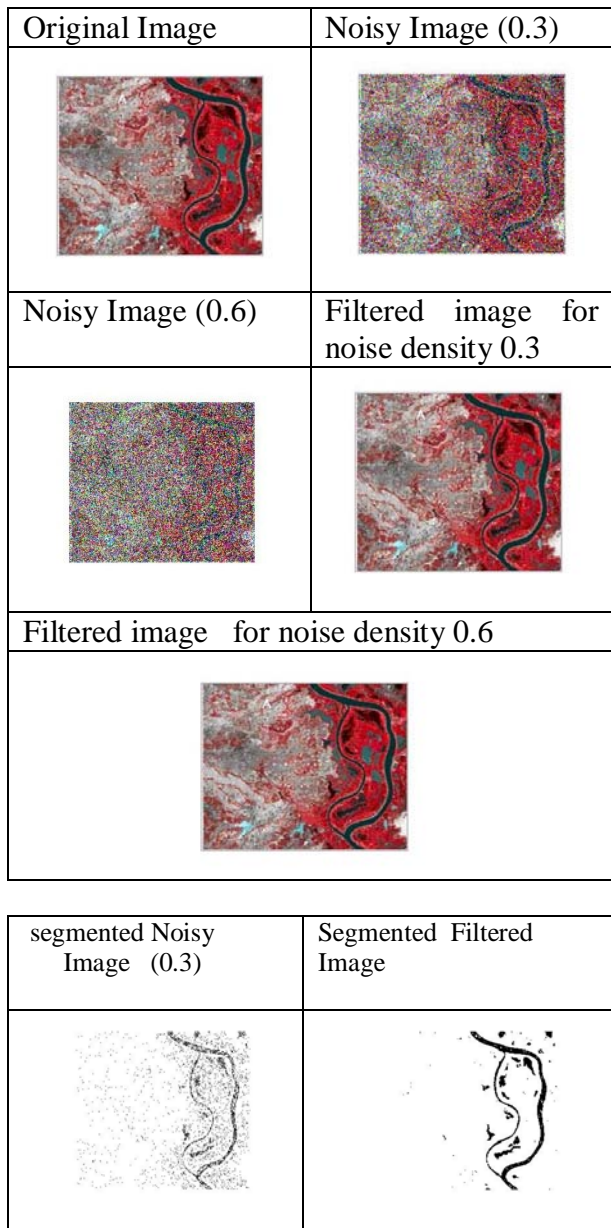 Original Image
Noisy Image (0.3)
Noisy Image (0.6)
Filtered image for
noise density 0.3
Filtered image for noise density 0.6
segmented Noisy
Image (0.3)
Segmented Filtered
Image